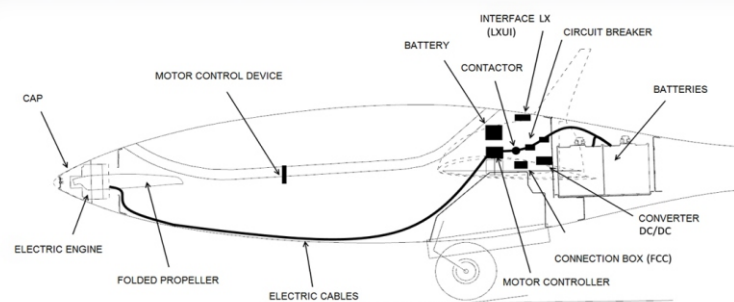 INTERFACE LX
(LXUI)
CIRCUIT BREAKER
BATTERY
CONTACTOR
MOTOR CONTROL DEVICE
BATTERIES
CAP
ELECTRIC ENGINE
FOLDED PROPELLER
ELECTRIC CABLES
MOTOR CONTROLLER
CONNECTION BOX (FCC)
CONVERTER
DC/DC